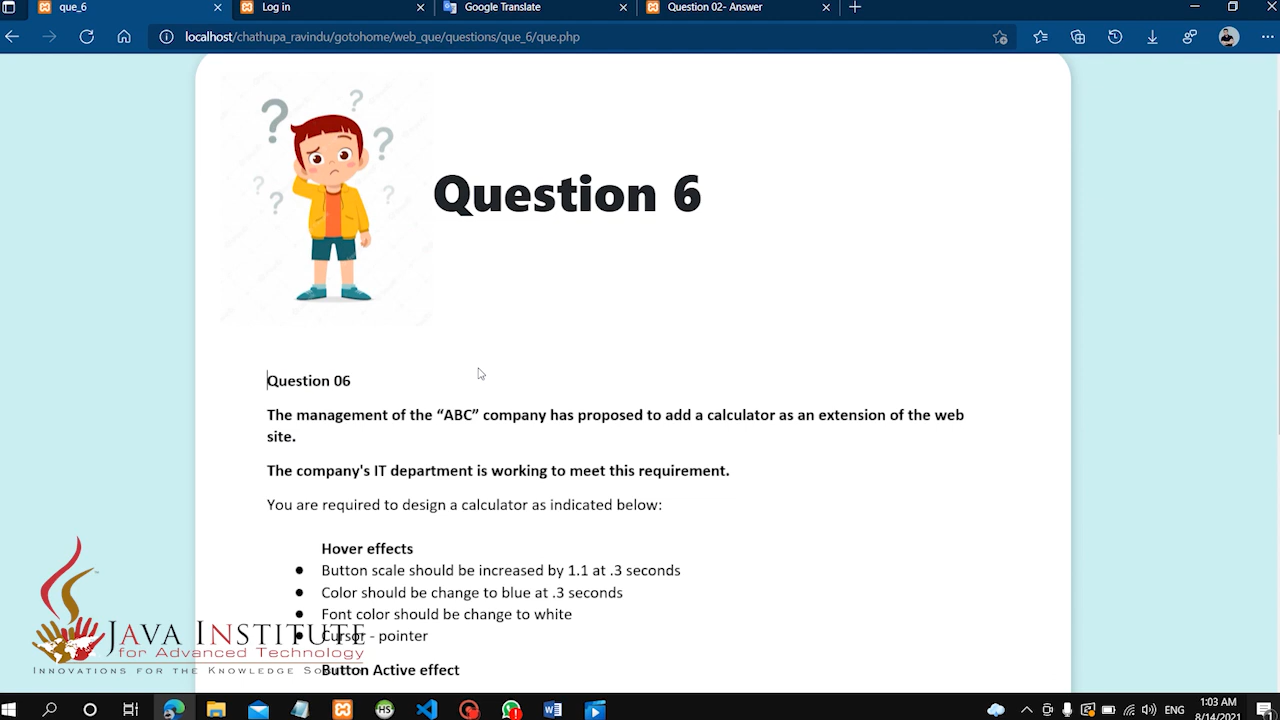 que_6
Log in
Google Translate
Question 02- Answer
localhost/chathupa_ravindu/gotohome/web_que/questions/que_6/que.php
Question 6
Question 06
The management of the “ABC” company has proposed to add a calculator as an extension of the web
site.
The company's IT department is working to meet this requirement.
You are required to design a calculator as indicated below:
Hover effects
● Button scale should be increased by 1.1 at .3 seconds
● Color should be change to blue at .3 seconds
● Font color should be change to white
● Cursor - pointer
Button Active effect
JAVA INSTITUTE
for Advanced Technology
INNOVATIONS FOR THE KNOWLEDGE
HS
ENG
1:03 AM